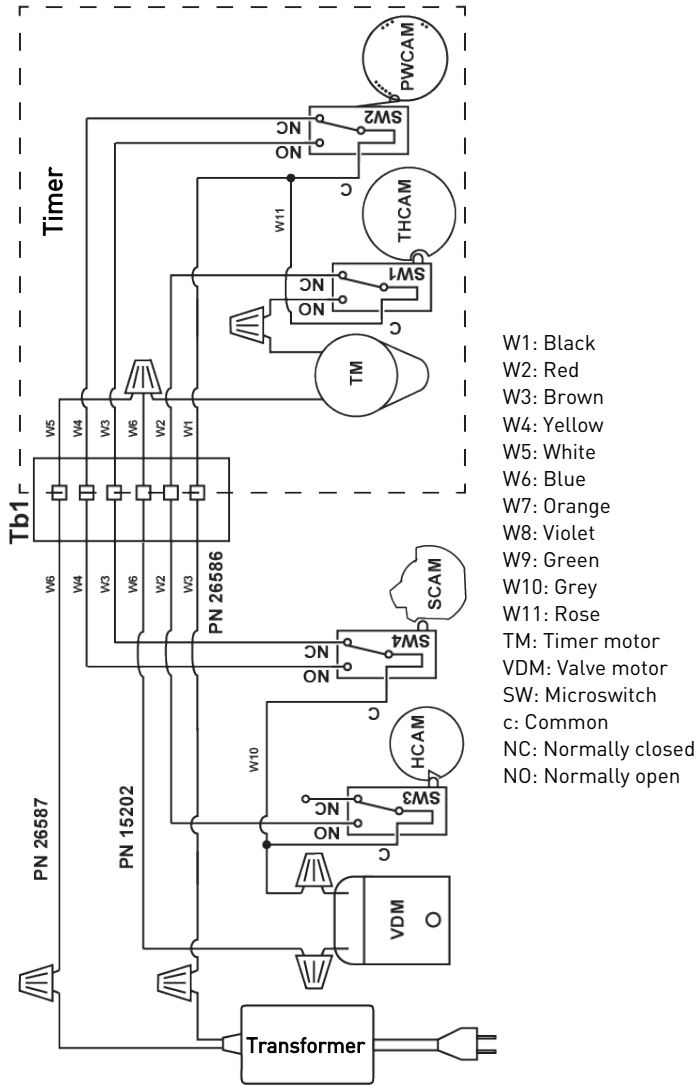 PWCAM
SW2
NC
NO
C
Timer
W11
THCAM
SW1
NC
NO
C
TM
W5
W4
W3
W6
W2
W1
Tb1
W6
W4
W3
W6
W2
W3
PN 26586
SCAM
SW4
NC
NO
C
W10
HCAM
SW3
NC
NO
C
PN 26587
PN 15202
VDM
Transformer
W1: Black
W2: Red
W3: Brown
W4: Yellow
W5: White
W6: Blue
W7: Orange
W8: Violet
W9: Green
W10: Grey
W11: Rose
TM: Timer motor
VDM: Valve motor
SW: Microswitch
c: Common
NC: Normally closed
NO: Normally open